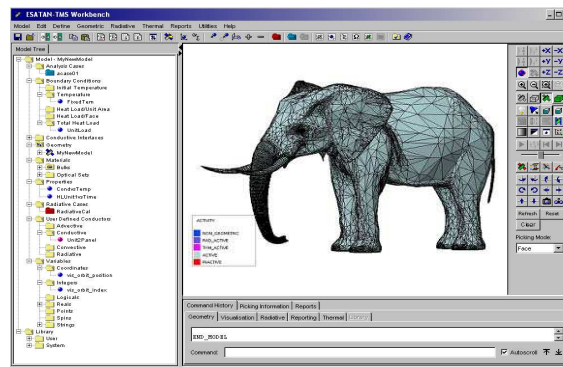 ESATAN-TMS Workbench
Model Edit Define Geometric Radiative Thermal Reports Utilities Help
Model Tree
Model - MyNewModel
Analysis Cases
acase01
Boundary Conditions
Initial Temperature
Temperature
FixedTem
Heat Load/Unit Area
Heat Load/Face
Total Heat Load
UnitLoad
Conductive Interfaces
Geometry
MyNewModel
Materials
Bulks
Optical Sets
Properties
CondvsTemp
HLUnitVsTime
Radiative Cases
RadiativeCal
User Defined Conductors
Advective
Conductive
Unit2Panel
Convective
Radiative
Variables
Coordinates
vis_orbit_position
Integers
vis_orbit_index
Logicals
Reals
Points
Spins
Strings
Library
User
System
ACTIVITY
NON_GEOMETRIC
RAD_ACTIVE
THM_ACTIVE
ACTIVE
INACTIVE
+X -X
+Y -Y
+Z -Z
Refresh Reset
Clear
Picking Mode:
Face
Command History Picking Information Reports
Geometry Visualisation Radiative Reporting Thermal Library
END_MODEL
Command: Autoscroll